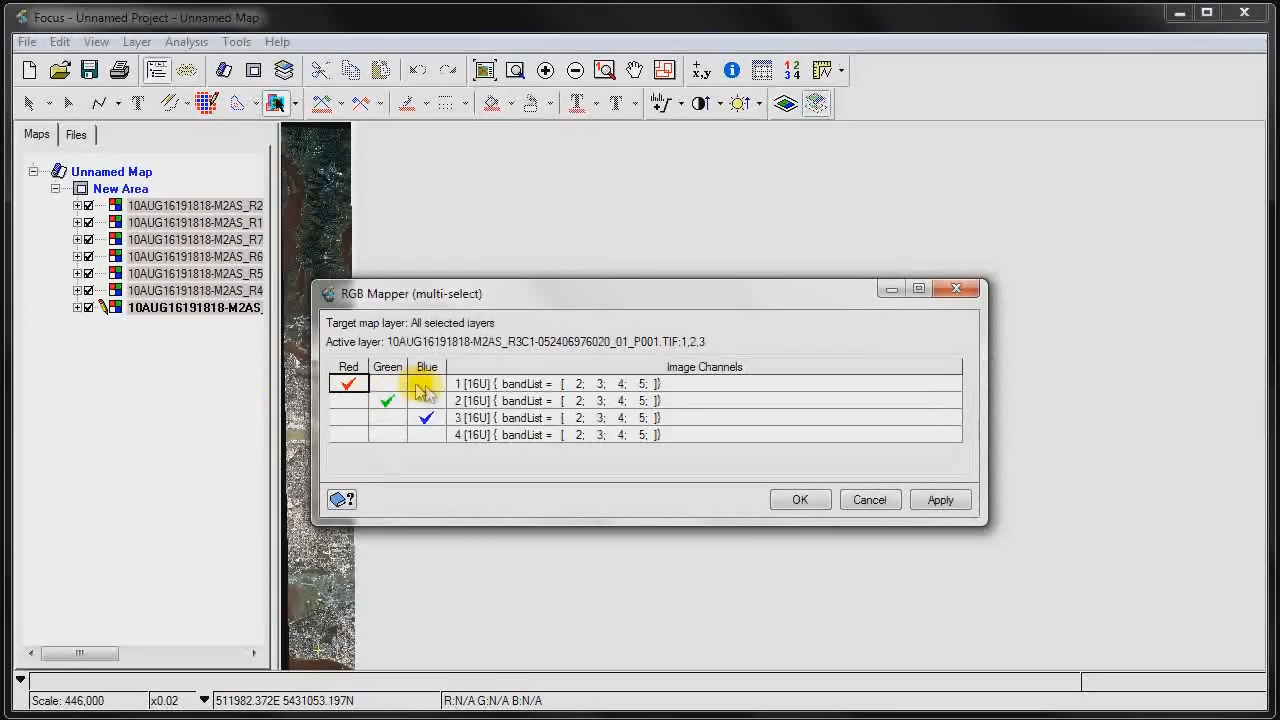 Focus - Unnamed Project - Unnamed Map
File Edit View Layer Analysis Tools Help
x,y
1 2
3 4
Maps Files
Unnamed Map
New Area
10AUG16191818-M2AS_R2
10AUG16191818-M2AS_R1
10AUG16191818-M2AS_R7
10AUG16191818-M2AS_R6
10AUG16191818-M2AS_R5
10AUG16191818-M2AS_R4
10AUG16191818-M2AS_
RGB Mapper (multi-select)
Target map layer: All selected layers
Active layer: 10AUG16191818-M2AS_R3C1-052406976020_01_P001.TIF:1,2,3
Red Green Blue Image Channels
1 [16U] { bandList = [ 2; 3; 4; 5; ]}
2 [16U] { bandList = [ 2; 3; 4; 5; ]}
3 [16U] { bandList = [ 2; 3; 4; 5; ]}
4 [16U] { bandList = [ 2; 3; 4; 5; ]}
OK Cancel Apply
Scale: 446,000 x0.02 511982.372E 5431053.197N R:N/A G:N/A B:N/A